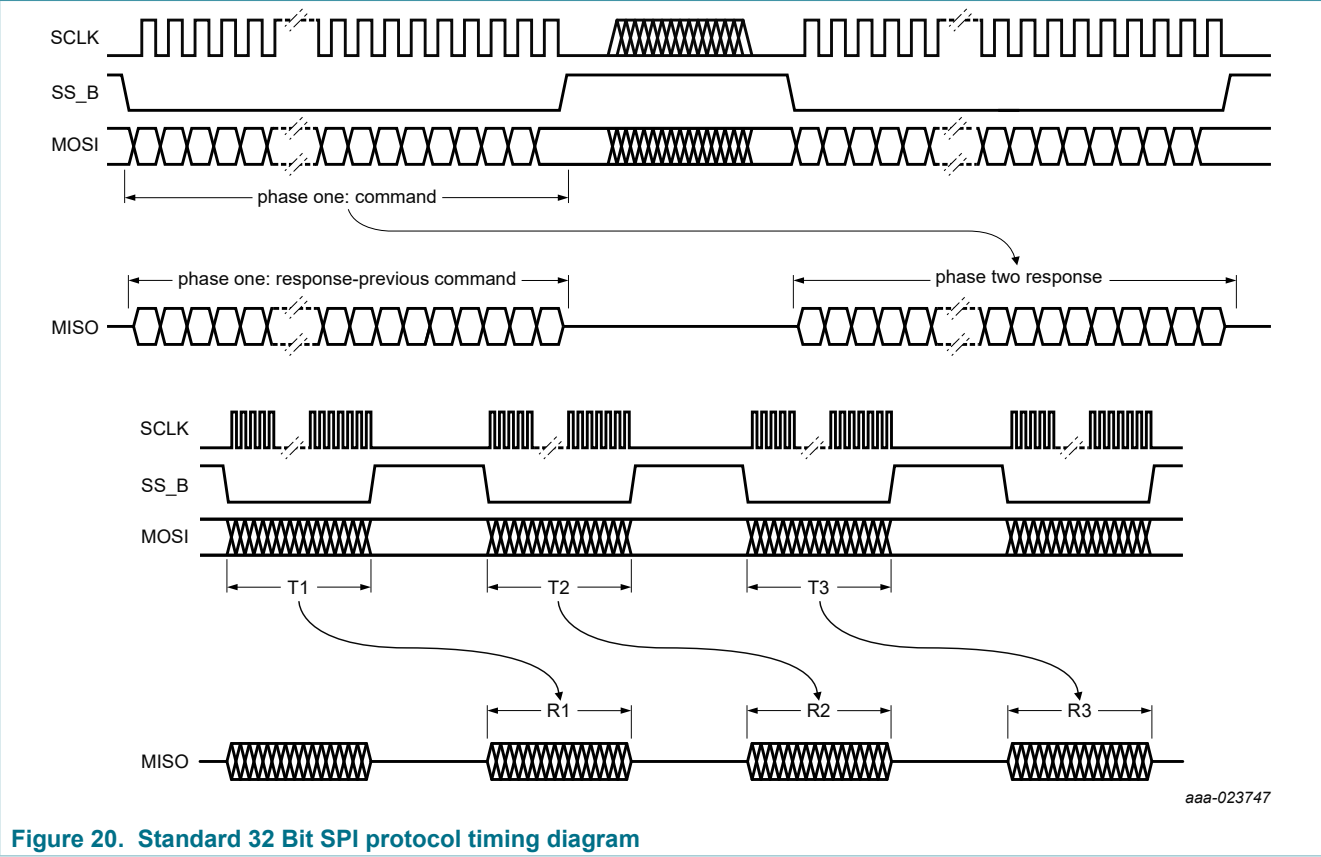 SCLK
SS_B
MOSI
phase one: command
phase one: response-previous command
phase two response
MISO
SCLK
SS_B
MOSI
T1 T2 T3
R1 R2 R3
MISO
aaa-023747
Figure 20. Standard 32 Bit SPI protocol timing diagram